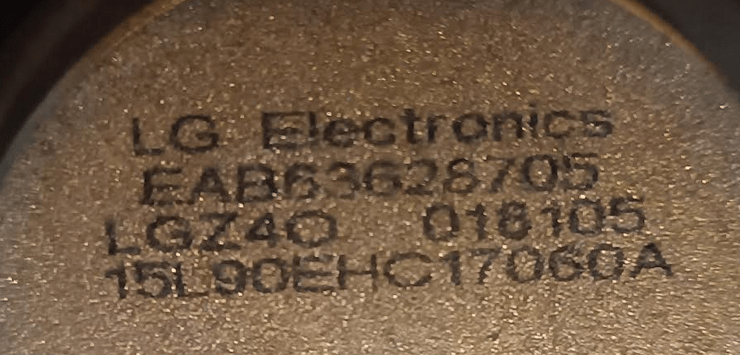 LG Electronics
EAB63628705
LGZ4O 018105
15L90EHC17060A